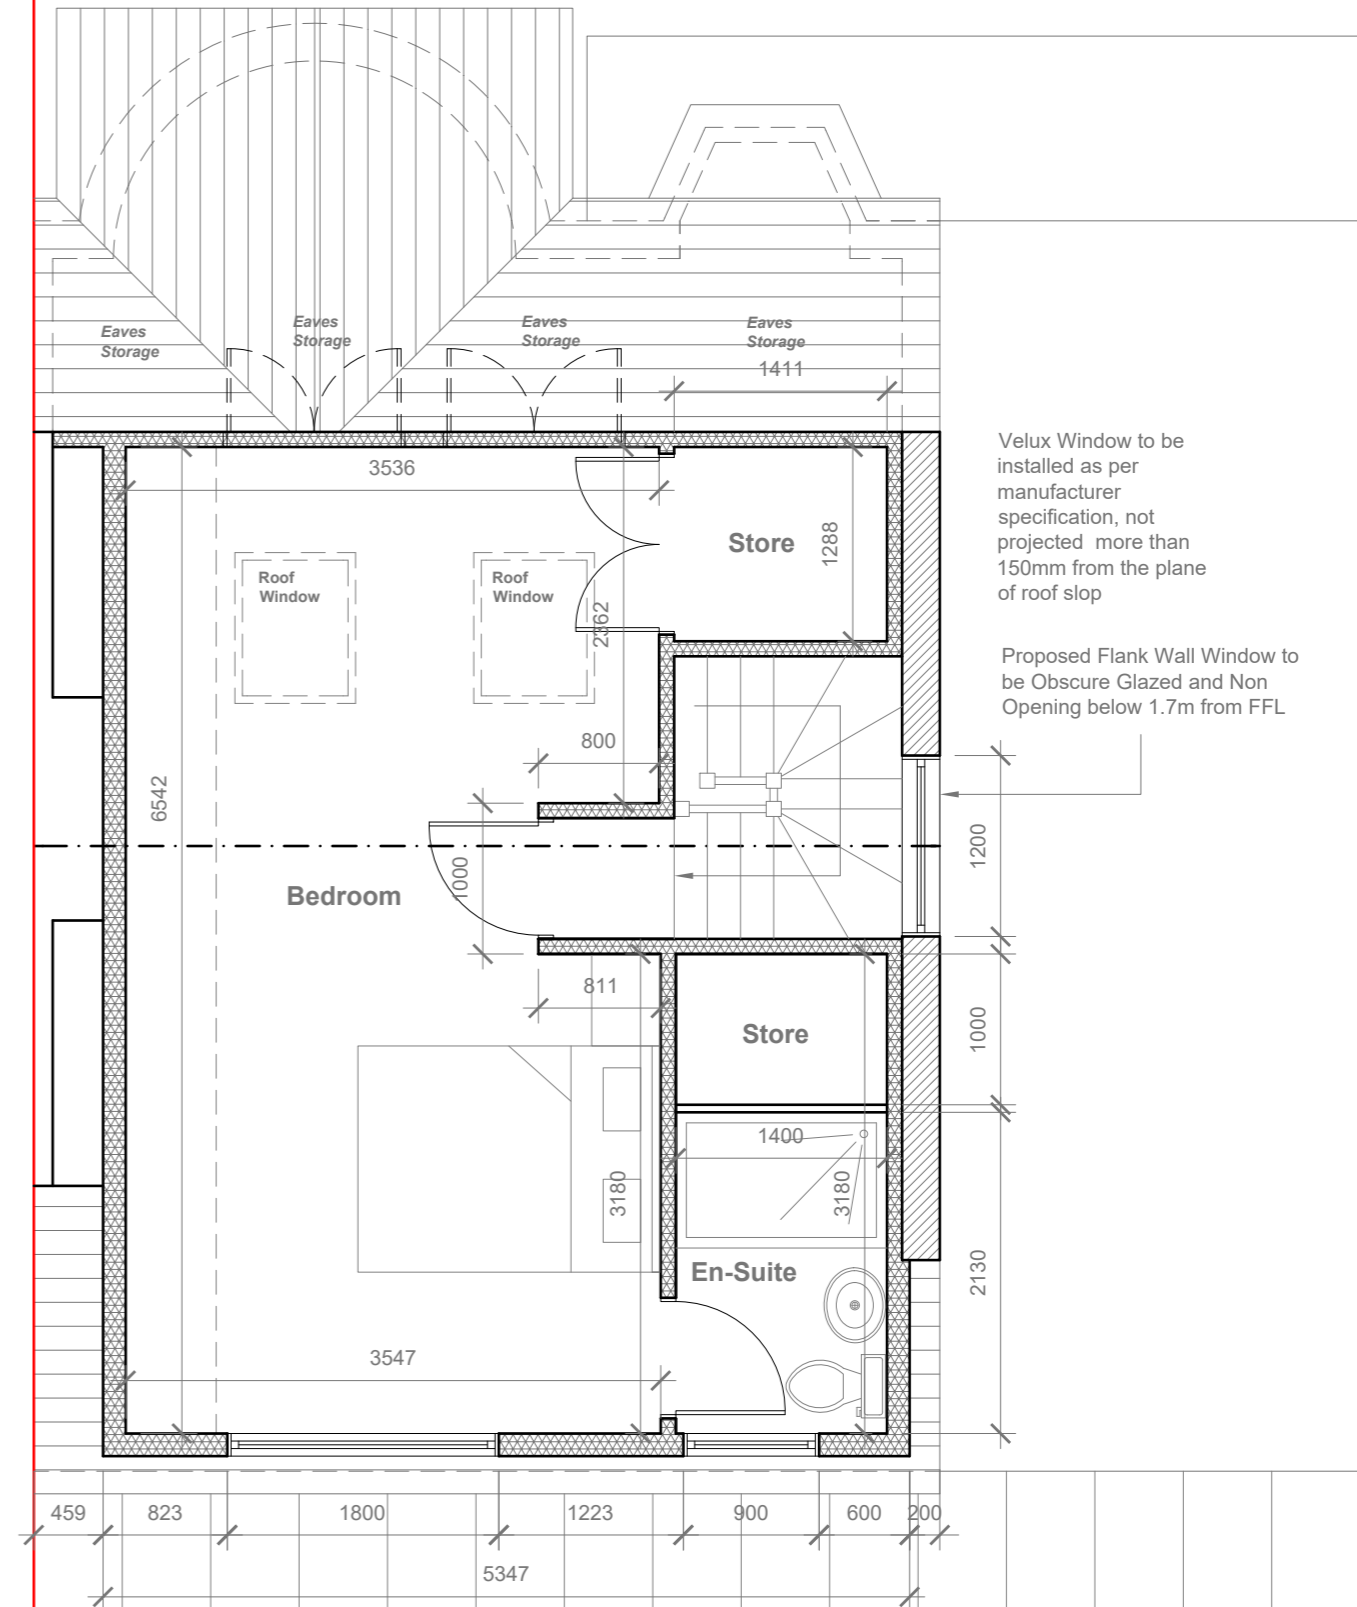 Eaves
Storage
Eaves
Storage
Eaves
Storage
Eaves
Storage
1411
3536
Store
1288
Roof
Window
Roof
Window
2362
Velux Window to be
installed as per
manufacturer
specification, not
projected more than
150mm from the plane
of roof slop
Proposed Flank Wall Window to
be Obscure Glazed and Non
Opening below 1.7m from FFL
800
6542
1000
1200
Bedroom
811
Store
1000
1400
3180
3180
En-Suite
2130
3547
459
823
1800
1223
900
600
200
5347